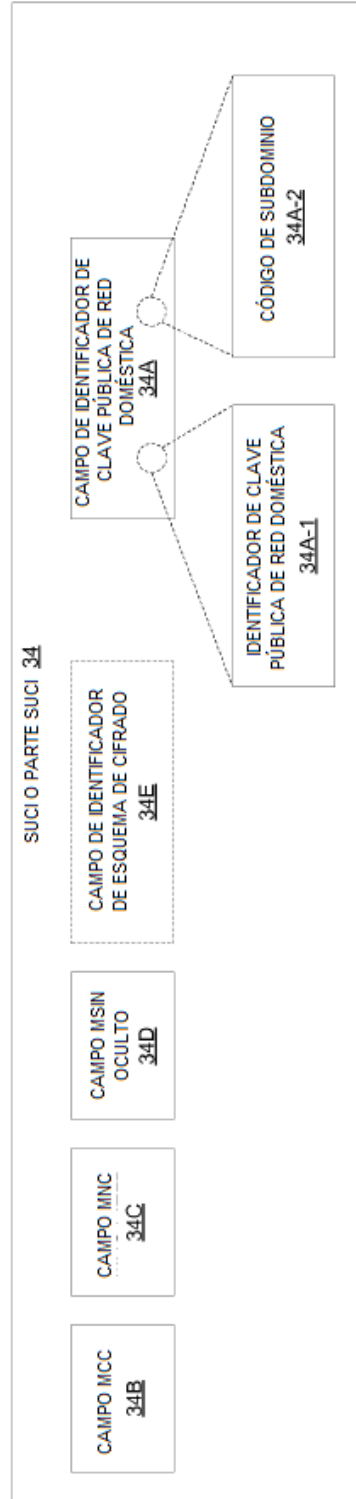 SUCI O PARTE SUCI 34
CAMPO MCC
34B
CAMPO MNC
34C
CAMPO MSIN
OCULTO
34D
CAMPO DE IDENTIFICADOR
DE ESQUEMA DE CIFRADO
34E
CAMPO DE IDENTIFICADOR DE
CLAVE PÚBLICA DE RED
DOMÉSTICA
34A
IDENTIFICADOR DE CLAVE
PÚBLICA DE RED DOMÉSTICA
34A-1
CÓDIGO DE SUBDOMINIO
34A-2